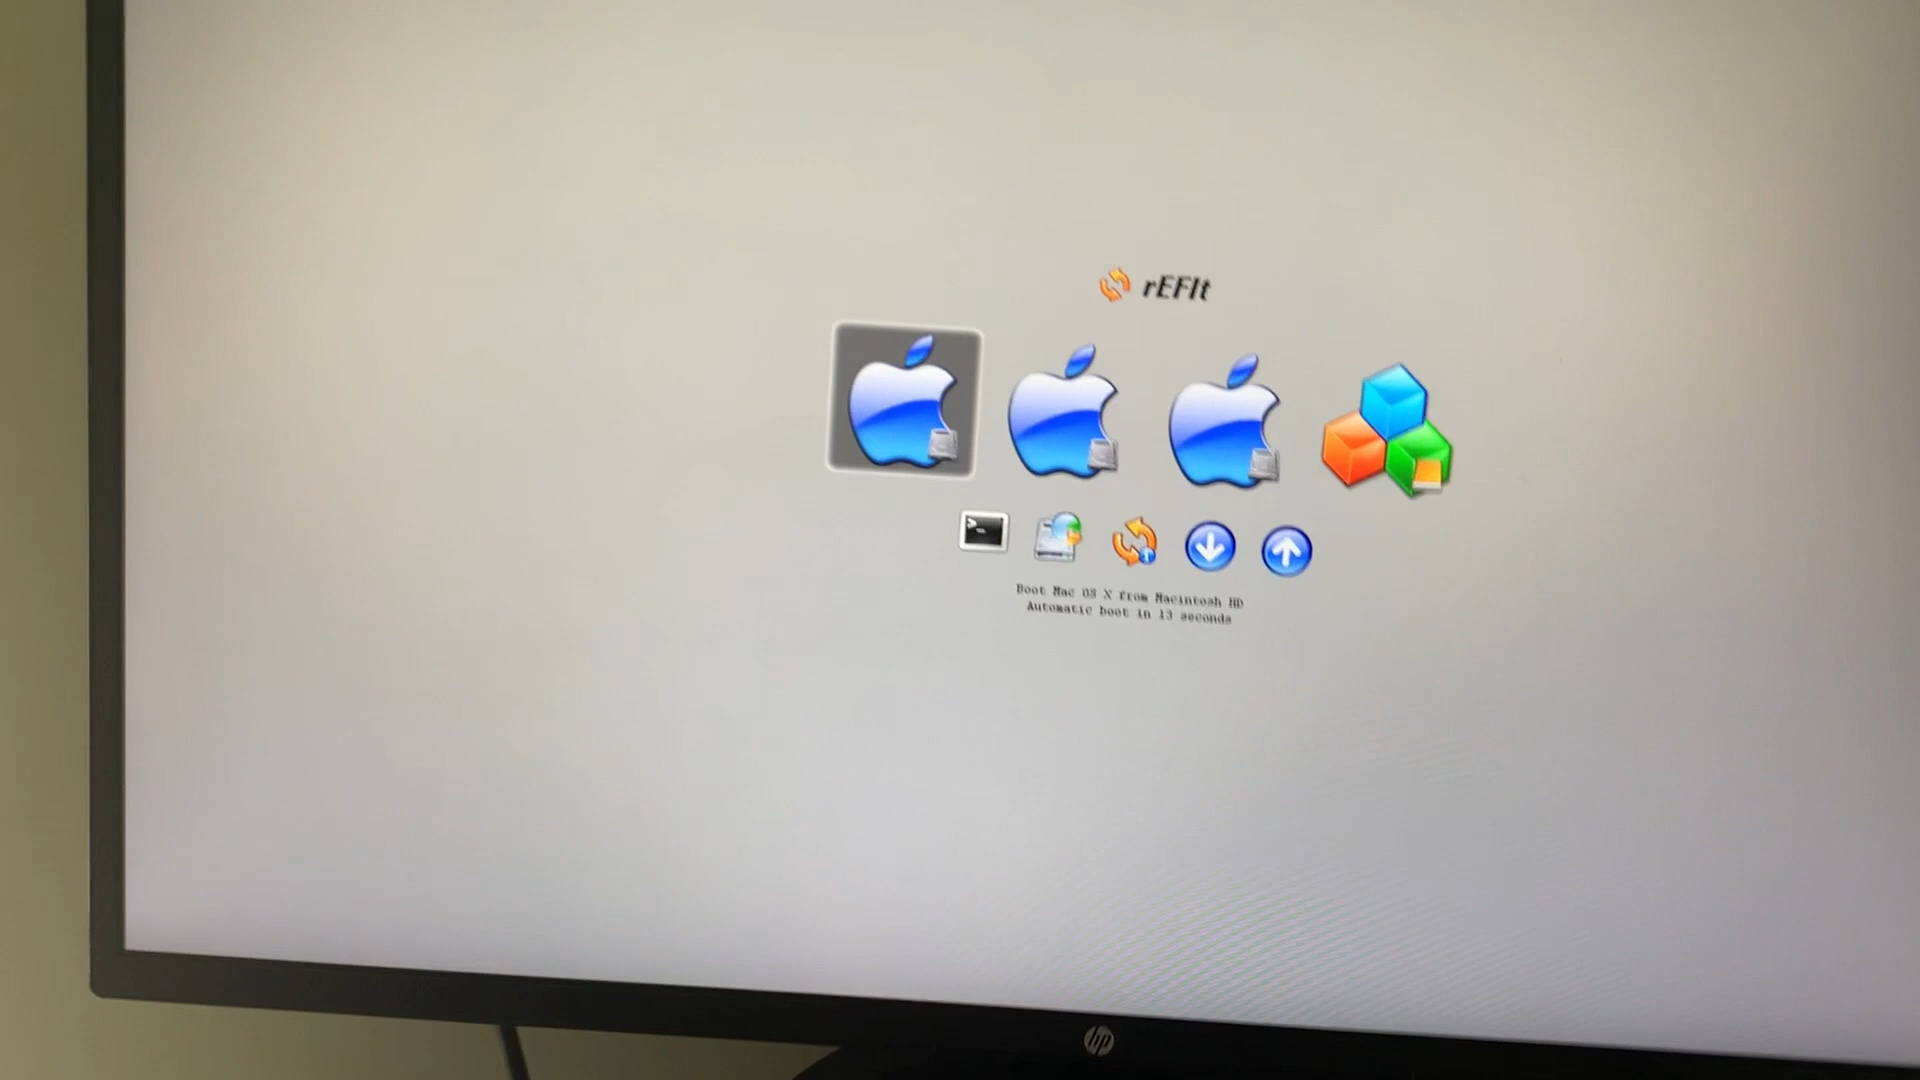 rEFIt
Boot Mac OS X from Macintosh HD
Automatic boot in 13 seconds
hp